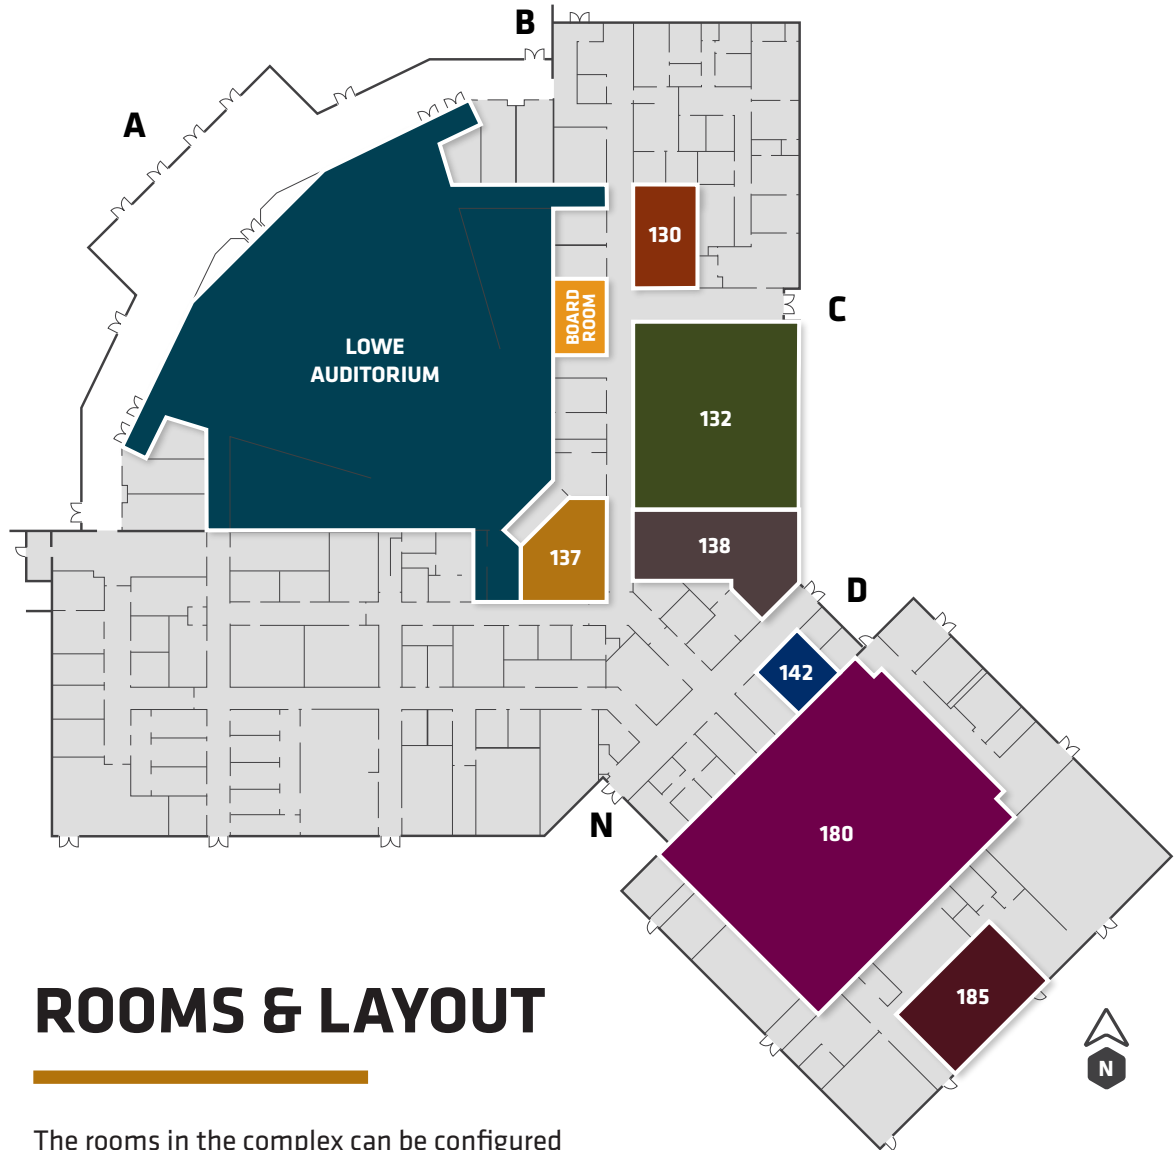 B
A
130
C
BOARD
ROOM
LOWE
AUDITORIUM
132
138
137
D
142
N
180
185
N
ROOMS & LAYOUT
The rooms in the complex can be configured